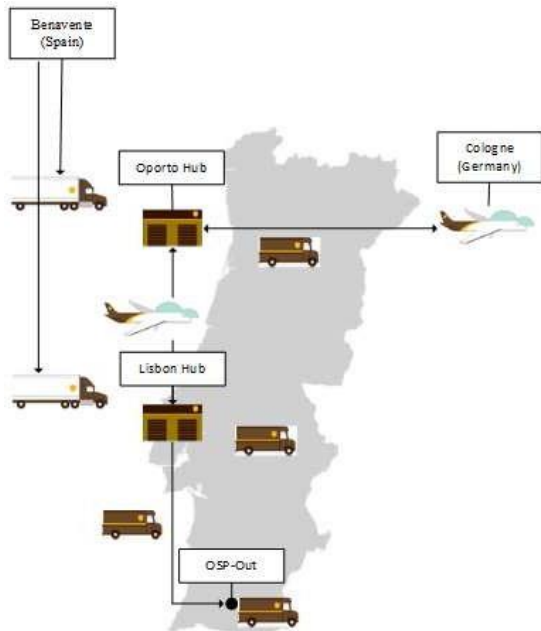 Benavente
(Spain)
Oporto Hub
Cologne
(Germany)
Lisbon Hub
OSP-Out